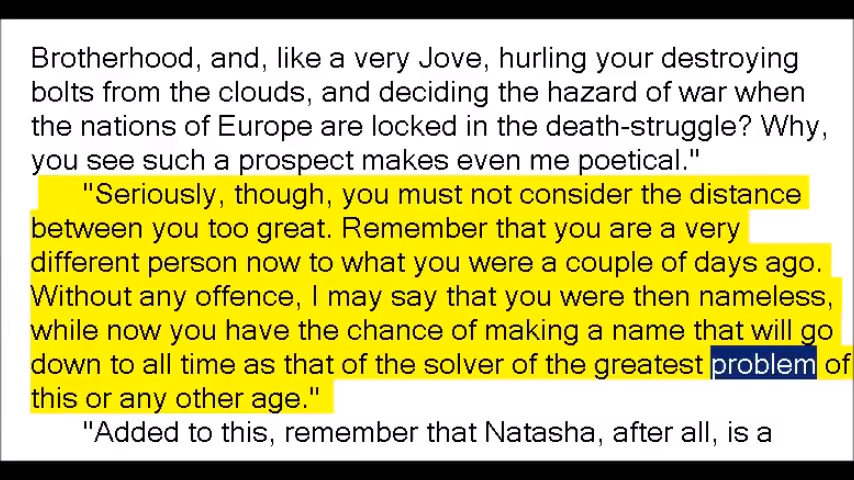 Brotherhood, and, like a very Jove, hurling your destroying
bolts from the clouds, and deciding the hazard of war when
the nations of Europe are locked in the death-struggle? Why,
you see such a prospect makes even me poetical."
"Seriously, though, you must not consider the distance
between you too great. Remember that you are a very
different person now to what you were a couple of days ago.
Without any offence, I may say that you were then nameless,
while now you have the chance of making a name that will go
down to all time as that of the solver of the greatest problem of
this or any other age."
"Added to this, remember that Natasha, after all, is a